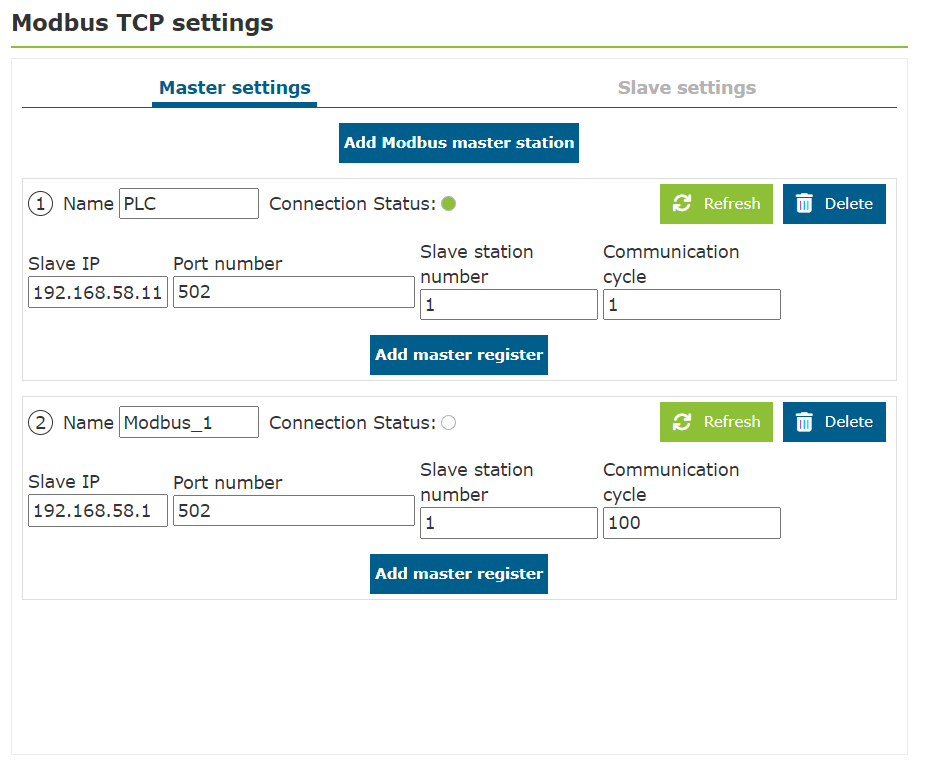 Modbus TCP settings
Master settings
Slave settings
Add Modbus master station
1 Name PLC Connection Status: Refresh Delete
Slave IP Port number Slave station number Communication cycle
192.168.58.11 502 1 1
Add master register
2 Name Modbus_1 Connection Status: Refresh Delete
Slave IP Port number Slave station number Communication cycle
192.168.58.1 502 1 100
Add master register